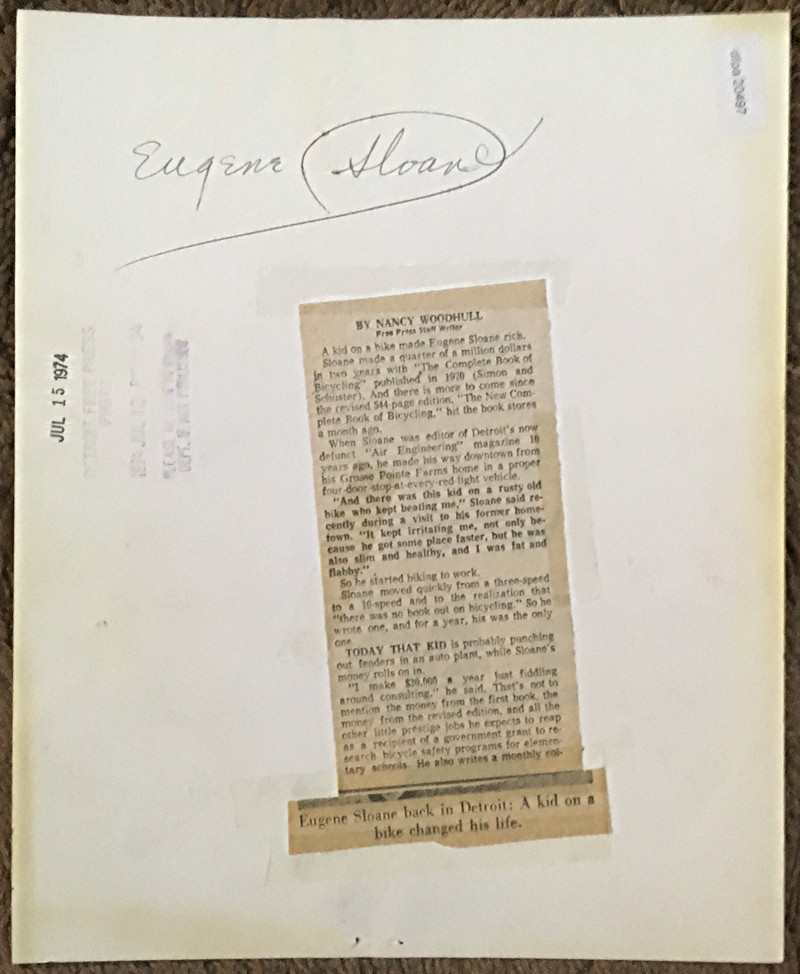 dfpa 20497
Eugene Sloane
JUL 15 1974
BY NANCY WOODHULL
Free Press Staff Writer
A kid on a bike made Eugene Sloane rich.
Sloane made a quarter of a million dollars
in two years with "The Complete Book of
Bicycling" published in 1970 (Simon and
Schuster). And there is more to come since
the revised 544-page edition, "The New Com-
plete Book of Bicycling," hit the book stores
a month ago.
When Sloane was editor of Detroit's now
defunct "Air Engineering" magazine 10
years ago, he made his way downtown from
his Grosse Pointe Farms home in a proper
four-door-stop-at-every-red-light vehicle.
"And there was this kid on a rusty old
bike who kept beating me," Sloane said re-
cently during a visit to his former home-
town. "It kept irritating me, not only be-
cause he got some place faster, but he was
also slim and healthy, and I was fat and
flabby."
So he started biking to work.
Sloane moved quickly from a three-speed
to a 10-speed and to the realization that
"there was no book out on bicycling." So he
wrote one, and for a year, his was the only
one.
TODAY THAT KID is probably punching
out fenders in an auto plant, while Sloane's
money rolls on in.
"I make $20,000 a year just fiddling
around consulting," he said. That's not to
mention the money from the first book, the
money from the revised edition, and all the
other little prestige jobs he expects to reap
as a recipient of a government grant to re-
search bicycle safety programs for elemen-
tary schools. He also writes a monthly col-
Eugene Sloane back in Detroit: A kid on a
bike changed his life.